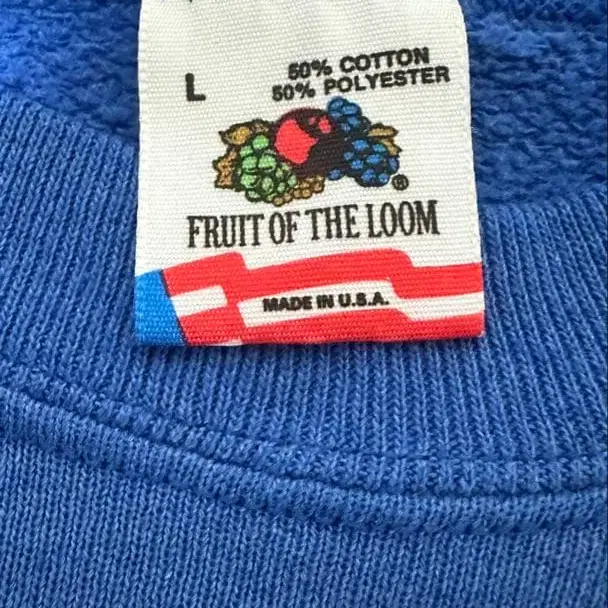 L
50% COTTON
50% POLYESTER
®
FRUIT OF THE LOOM
MADE IN U.S.A.